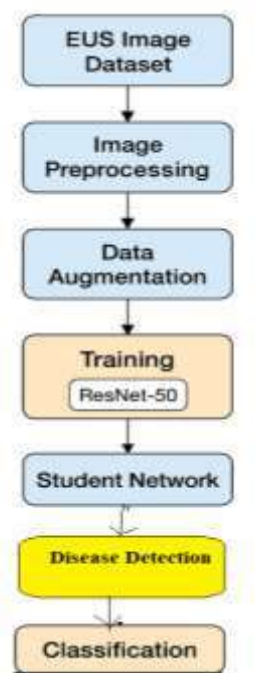 EUS Image
Dataset
Image
Preprocessing
Data
Augmentation
Training
ResNet-50
Student Network
Disease Detection
Classification